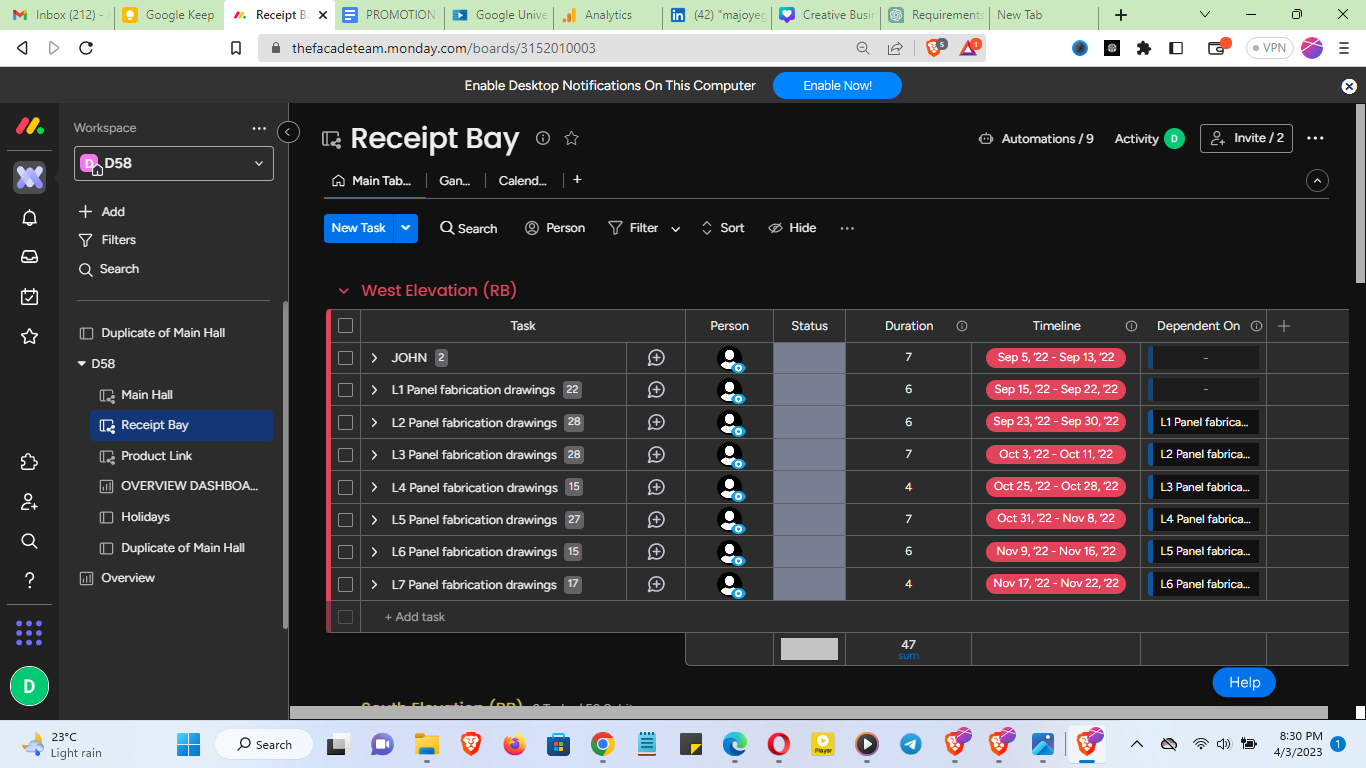 Inbox (212) -
Google Keep
Receipt B
PROMOTION
Google Unive
Analytics
(42) "majoyeg
Creative Busi
Requirements
New Tab
thefacadeteam.monday.com/boards/3152010003
5
1
VPN
Enable Desktop Notifications On This Computer
Enable Now!
Workspace
D
D58
Add
Filters
Search
Duplicate of Main Hall
D58
Main Hall
Receipt Bay
Product Link
OVERVIEW DASHBOA...
Holidays
Duplicate of Main Hall
Overview
?
D
Receipt Bay
Automations / 9
Activity
D
Invite / 2
Main Tab...
Gan...
Calend...
+
New Task
Search
Person
Filter
Sort
Hide
West Elevation (RB)
Task Person Status Duration Timeline Dependent On
JOHN 2 7 Sep 5, '22 - Sep 13, '22 -
L1 Panel fabrication drawings 22 6 Sep 15, '22 - Sep 22, '22 -
L2 Panel fabrication drawings 28 6 Sep 23, '22 - Sep 30, '22 L1 Panel fabrica...
L3 Panel fabrication drawings 28 7 Oct 3, '22 - Oct 11, '22 L2 Panel fabrica...
L4 Panel fabrication drawings 15 4 Oct 25, '22 - Oct 28, '22 L3 Panel fabrica...
L5 Panel fabrication drawings 27 7 Oct 31, '22 - Nov 8, '22 L4 Panel fabrica...
L6 Panel fabrication drawings 15 6 Nov 9, '22 - Nov 16, '22 L5 Panel fabrica...
L7 Panel fabrication drawings 17 4 Nov 17, '22 - Nov 22, '22 L6 Panel fabrica...
+ Add task
47
sum
South Elevation (RB)
Help
23°C
Light rain
Search
Player
8:30 PM
4/3/2023
1